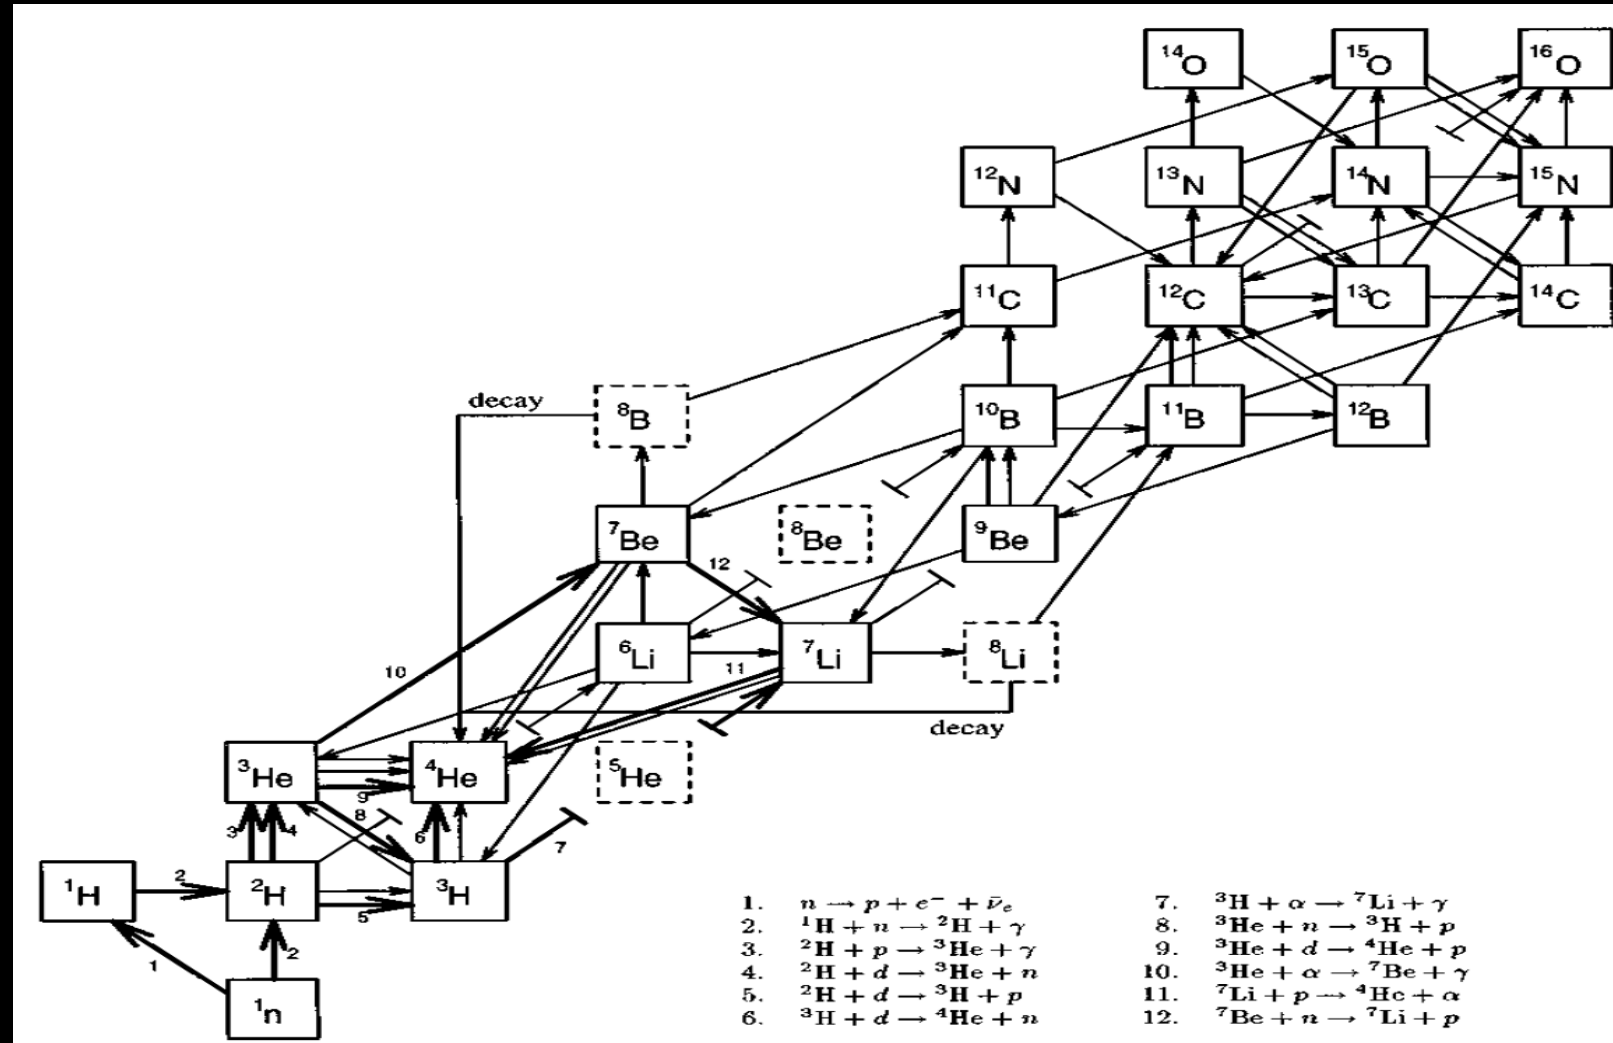 ¹⁴O ¹⁵O ¹⁶O
¹²N ¹³N ¹⁴N ¹⁵N
¹¹C ¹²C ¹³C ¹⁴C
decay ⁸B ¹⁰B ¹¹B ¹²B
⁷Be ⁸Be ⁹Be
12
⁶Li ⁷Li ⁸Li
10 11
decay
³He ⁴He ⁵He
9
3 4 8 6 7
¹H 2 ²H 5 ³H
1 2
¹n
1. n → p + e⁻ + ν̄ₑ
2. ¹H + n → ²H + γ
3. ²H + p → ³He + γ
4. ²H + d → ³He + n
5. ²H + d → ³H + p
6. ³H + d → ⁴He + n
7. ³H + α → ⁷Li + γ
8. ³He + n → ³H + p
9. ³He + d → ⁴He + p
10. ³He + α → ⁷Be + γ
11. ⁷Li + p → ⁴He + α
12. ⁷Be + n → ⁷Li + p